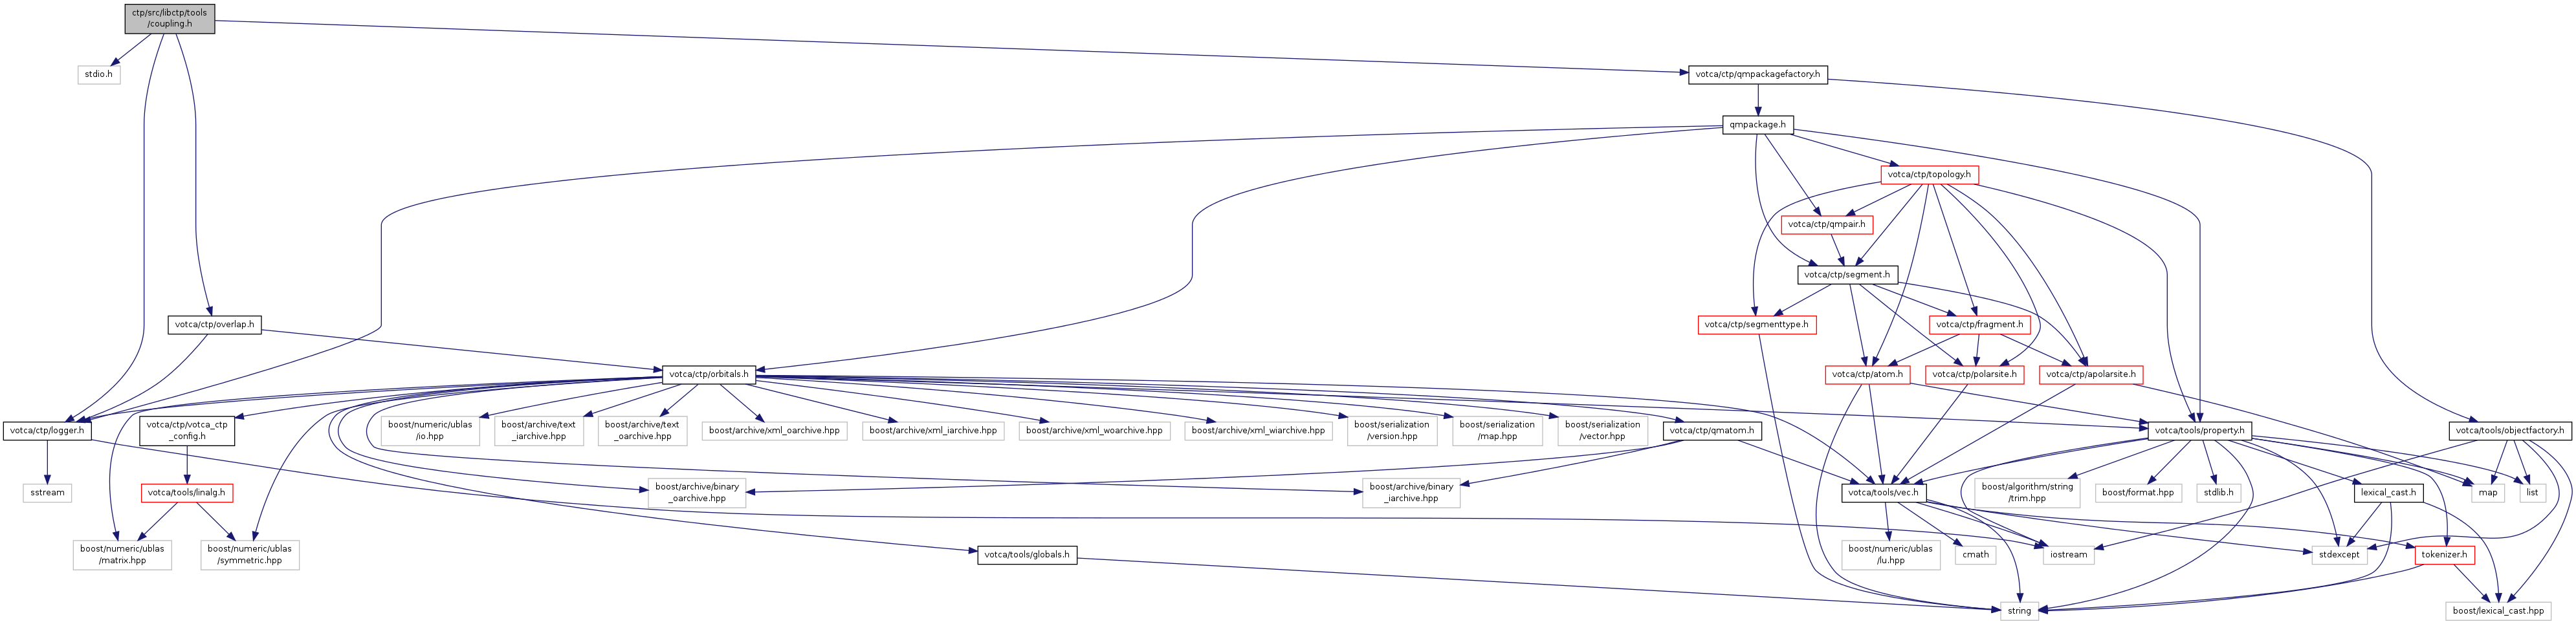 ctp/src/libctp/tools
/coupling.h
stdio.h
votca/ctp/qmpackagefactory.h
qmpackage.h
votca/ctp/topology.h
votca/ctp/qmpair.h
votca/ctp/segment.h
votca/ctp/overlap.h
votca/ctp/segmenttype.h
votca/ctp/fragment.h
votca/ctp/orbitals.h
votca/ctp/atom.h
votca/ctp/polarsite.h
votca/ctp/apolarsite.h
votca/ctp/logger.h
votca/ctp/votca_ctp
_config.h
boost/numeric/ublas
/io.hpp
boost/archive/text
_iarchive.hpp
boost/archive/text
_oarchive.hpp
boost/archive/xml_oarchive.hpp
boost/archive/xml_iarchive.hpp
boost/archive/xml_woarchive.hpp
boost/archive/xml_wiarchive.hpp
boost/serialization
/version.hpp
boost/serialization
/map.hpp
boost/serialization
/vector.hpp
votca/ctp/qmatom.h
votca/tools/property.h
votca/tools/objectfactory.h
sstream
votca/tools/linalg.h
boost/archive/binary
_oarchive.hpp
boost/archive/binary
_iarchive.hpp
votca/tools/vec.h
boost/algorithm/string
/trim.hpp
boost/format.hpp
stdlib.h
lexical_cast.h
map
list
boost/numeric/ublas
/matrix.hpp
boost/numeric/ublas
/symmetric.hpp
votca/tools/globals.h
boost/numeric/ublas
/lu.hpp
cmath
iostream
stdexcept
tokenizer.h
string
boost/lexical_cast.hpp